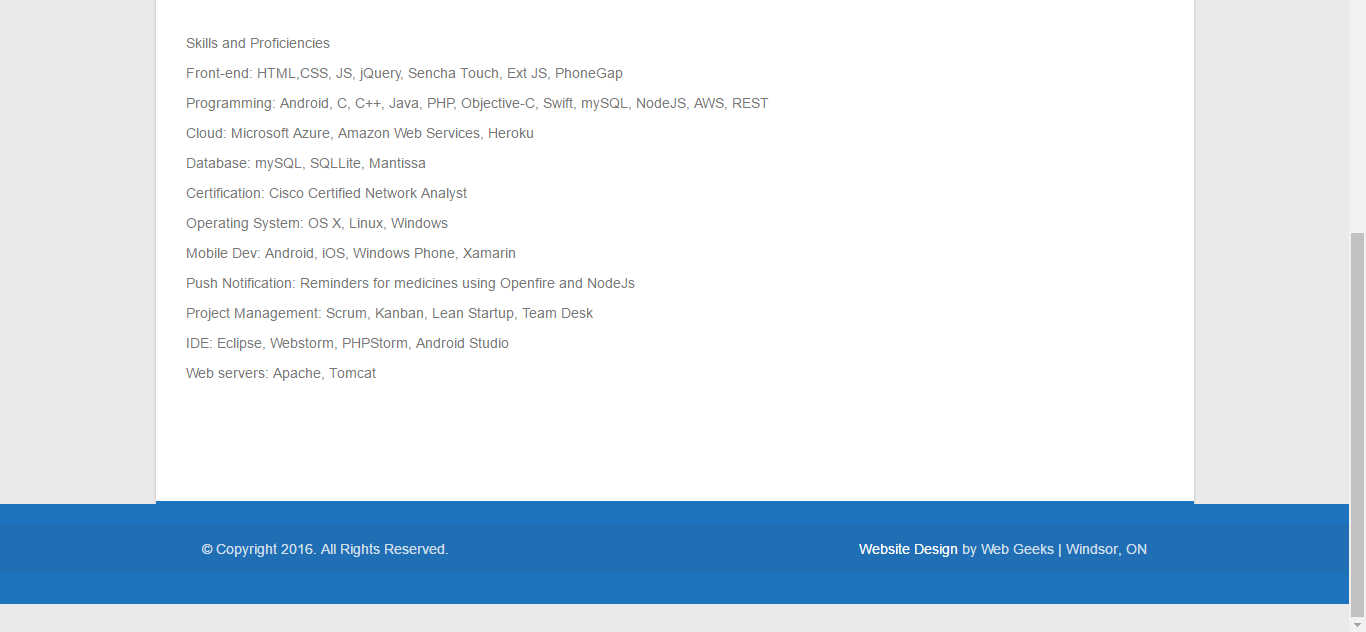 Skills and Proficiencies
Front-end: HTML,CSS, JS, jQuery, Sencha Touch, Ext JS, PhoneGap
Programming: Android, C, C++, Java, PHP, Objective-C, Swift, mySQL, NodeJS, AWS, REST
Cloud: Microsoft Azure, Amazon Web Services, Heroku
Database: mySQL, SQLLite, Mantissa
Certification: Cisco Certified Network Analyst
Operating System: OS X, Linux, Windows
Mobile Dev: Android, iOS, Windows Phone, Xamarin
Push Notification: Reminders for medicines using Openfire and NodeJs
Project Management: Scrum, Kanban, Lean Startup, Team Desk
IDE: Eclipse, Webstorm, PHPStorm, Android Studio
Web servers: Apache, Tomcat
© Copyright 2016. All Rights Reserved.
Website Design by Web Geeks | Windsor, ON